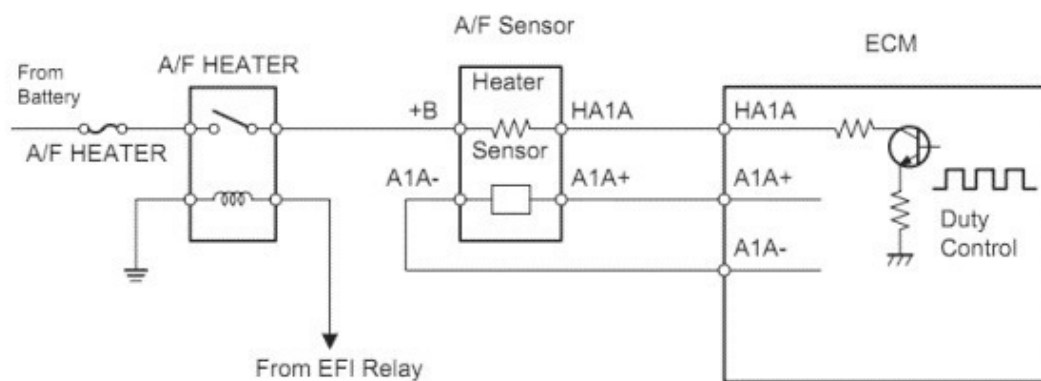 A/F Sensor
ECM
A/F HEATER
From
Battery
Heater
+B
HA1A
HA1A
A/F HEATER
Sensor
A1A-
A1A+
A1A+
Duty
Control
A1A-
From EFI Relay